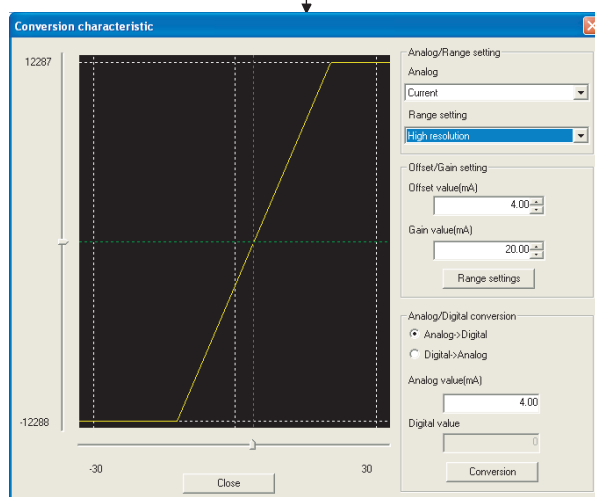 Conversion characteristic
12287
-12288
-30
30
Close
Analog/Range setting
Analog
Current
Range setting
High resolution
Offset/Gain setting
Offset value(mA)
4.00
Gain value(mA)
20.00
Range settings
Analog/Digital conversion
Analog->Digital
Digital->Analog
Analog value(mA)
4.00
Digital value
0
Conversion